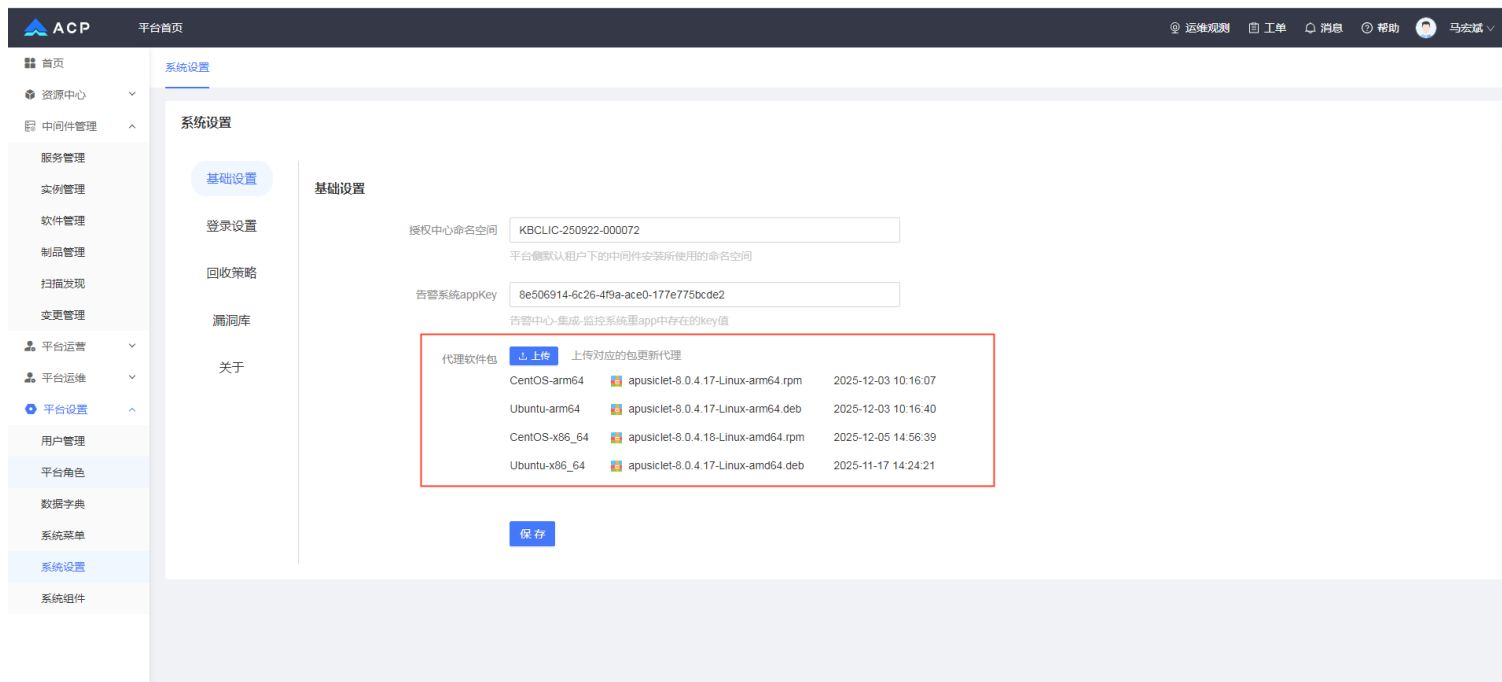 ACP 平台首页 运维观测 工单 消息 帮助 马宏斌
首页
资源中心
中间件管理
服务管理
实例管理
软件管理
制品管理
扫描发现
变更管理
平台运营
平台运维
平台设置
用户管理
平台角色
数据字典
系统菜单
系统设置
系统组件
系统设置
系统设置
基础设置
登录设置
回收策略
漏洞库
关于
基础设置
授权中心命名空间 KBCLIC-250922-000072
平台侧默认租户下的中间件安装所使用的命名空间
告警系统appKey 8e506914-6c26-4f9a-ace0-177e775bcde2
告警中心-集成-监控系统重app中存在的key值
代理软件包 上传 上传对应的包更新代理
CentOS-arm64 apusiclet-8.0.4.17-Linux-arm64.rpm 2025-12-03 10:16:07
Ubuntu-arm64 apusiclet-8.0.4.17-Linux-arm64.deb 2025-12-03 10:16:40
CentOS-x86_64 apusiclet-8.0.4.18-Linux-amd64.rpm 2025-12-05 14:56:39
Ubuntu-x86_64 apusiclet-8.0.4.17-Linux-amd64.deb 2025-11-17 14:24:21
保存